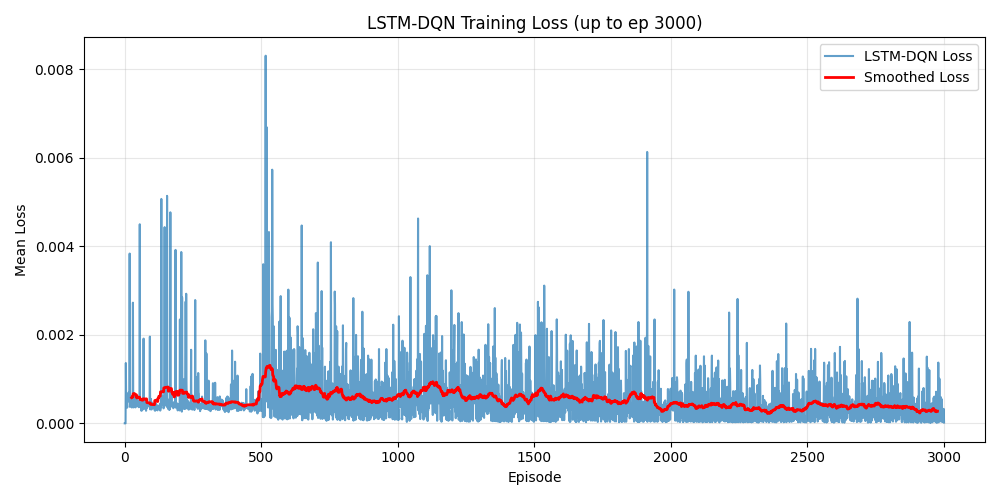 LSTM-DQN Training Loss (up to ep 3000)
LSTM-DQN Loss
Smoothed Loss
Mean Loss
0.008
0.006
0.004
0.002
0.000
0
500
1000
1500
2000
2500
3000
Episode